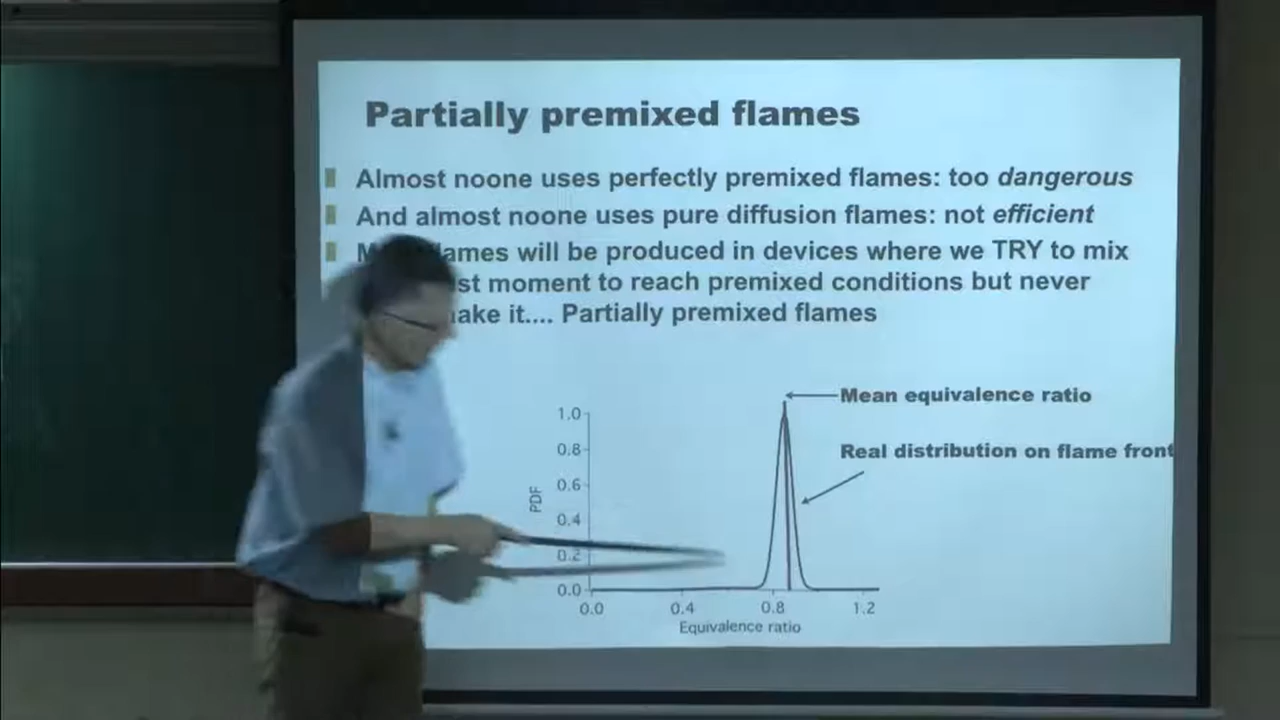 Partially premixed flames
Almost noone uses perfectly premixed flames: too dangerous
And almost noone uses pure diffusion flames: not efficient
will be produced in devices where we TRY to mix
moment to reach premixed conditions but never
it.... Partially premixed flames
Mean equivalence ratio
Real distribution on flame front
1.0
0.8
0.6
0.4
0.2
0.0
PDF
0.0 0.4 0.8 1.2
Equivalence ratio